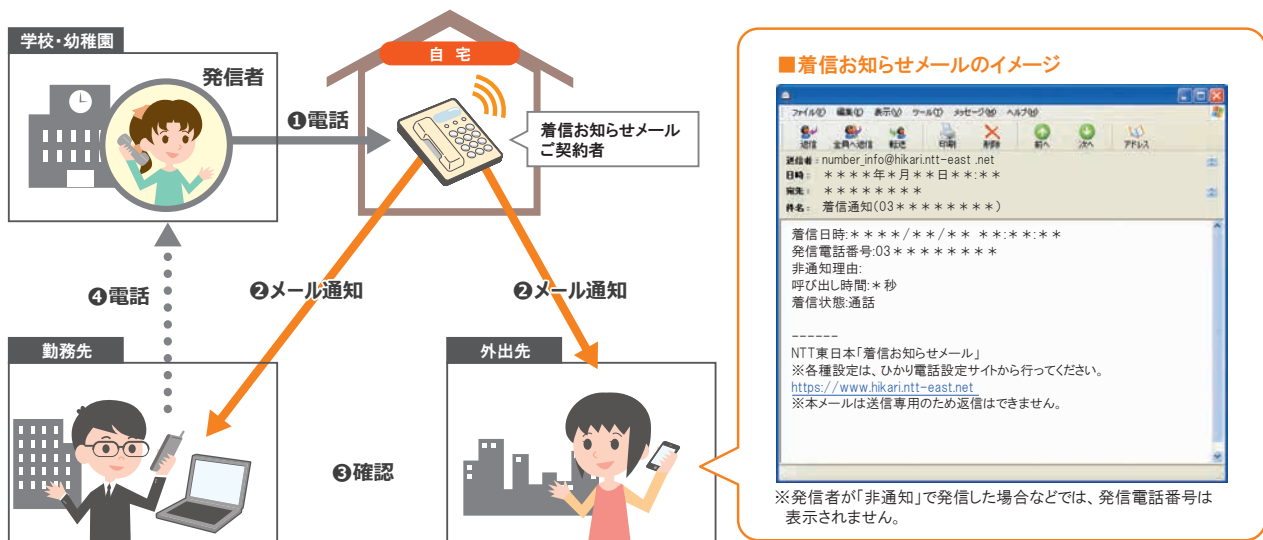 学校・幼稚園
発信者
❶電話
自 宅
着信お知らせメール
ご契約者
❹電話
❷メール通知
❷メール通知
勤務先
外出先
❸確認
■着信お知らせメールのイメージ
ファイル(F) 編集(E) 表示(V) ツール(T) メッセージ(M) ヘルプ(H)
返信 全員へ返信 転送 印刷 削除 前へ 次へ アドレス
送信者： number_info@hikari.ntt-east .net
日時： ＊＊＊＊年＊月＊＊日＊＊:＊＊
宛先： ＊＊＊＊＊＊＊＊
件名： 着信通知(03＊＊＊＊＊＊＊＊)
着信日時:＊＊＊＊/＊＊/＊＊ ＊＊:＊＊:＊＊
発信電話番号:03＊＊＊＊＊＊＊＊
非通知理由:
呼び出し時間:＊秒
着信状態:通話
------
NTT東日本「着信お知らせメール」
※各種設定は、ひかり電話設定サイトから行ってください。
https://www.hikari.ntt-east.net
※本メールは送信専用のため返信はできません。
※発信者が「非通知」で発信した場合などでは、発信電話番号は
表示されません。